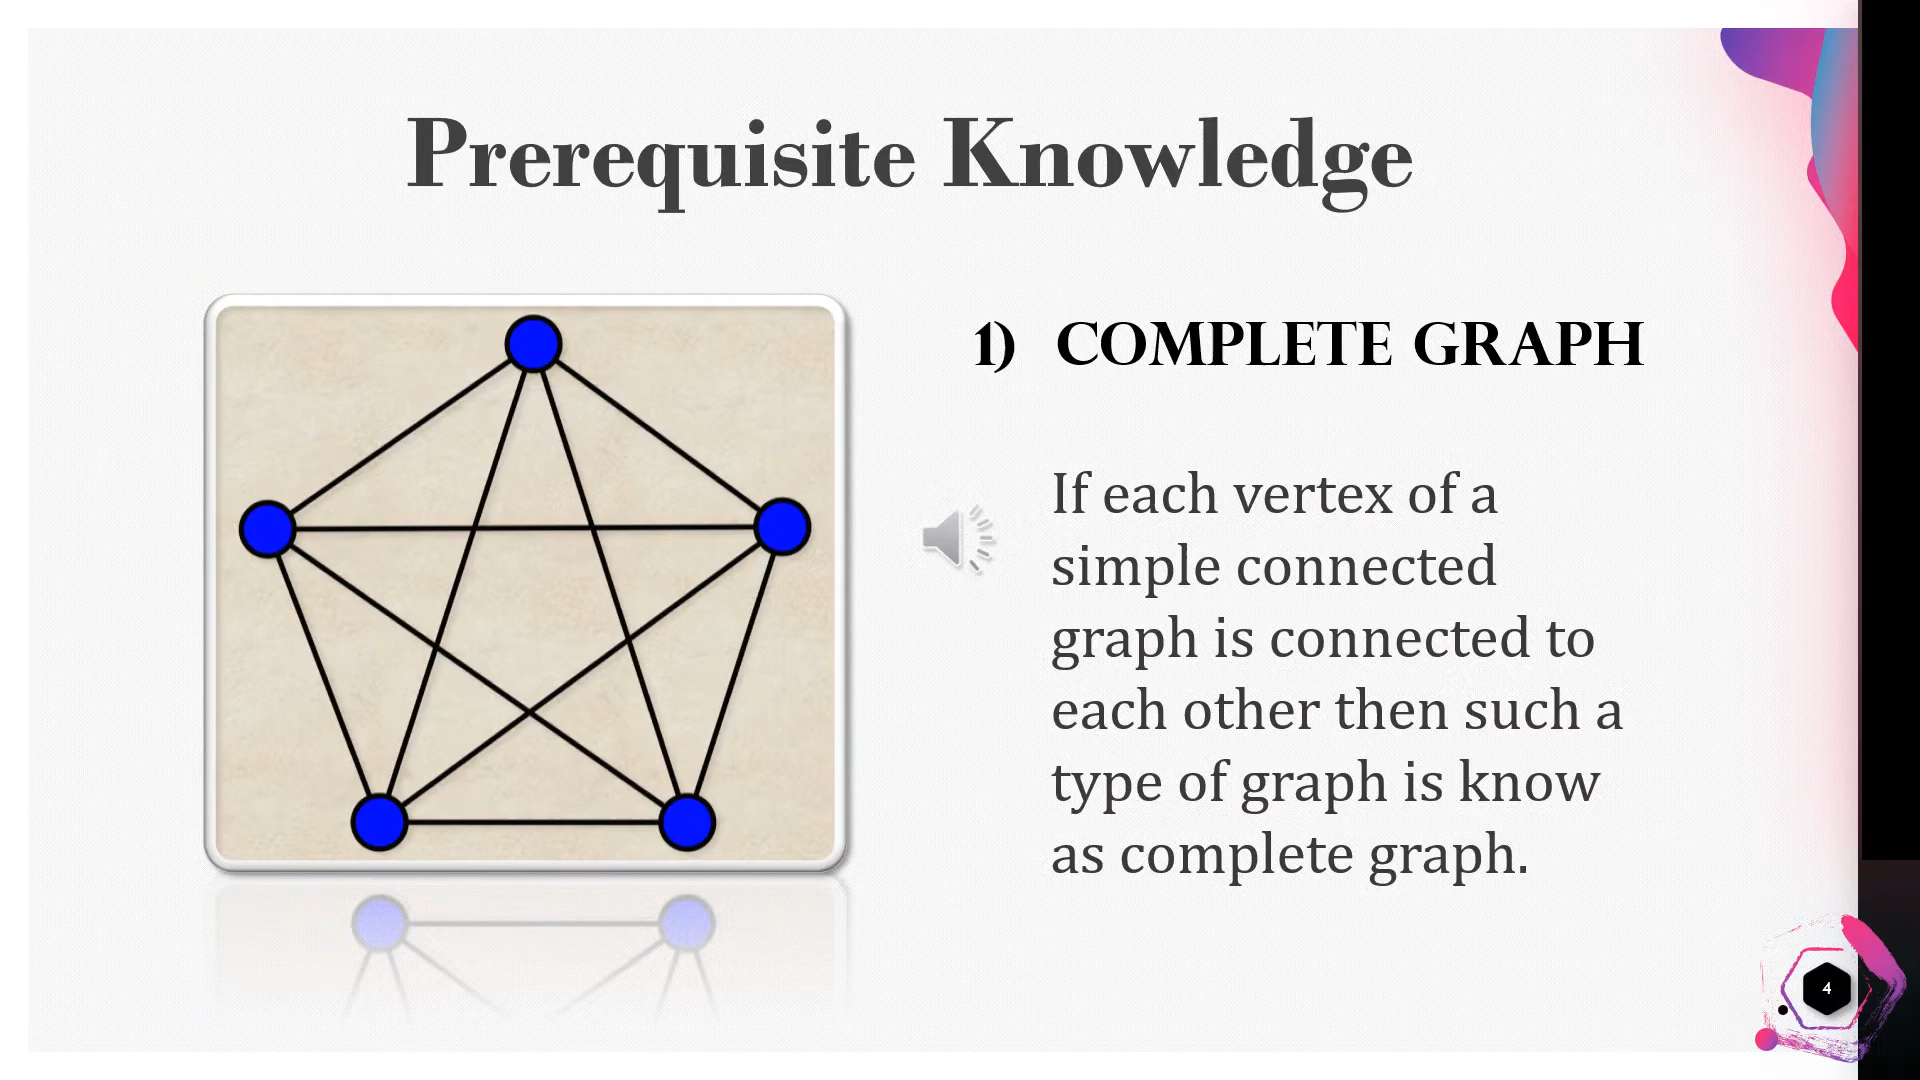 Prerequisite Knowledge
1) COMPLETE GRAPH
If each vertex of a
simple connected
graph is connected to
each other then such a
type of graph is know
as complete graph.
4